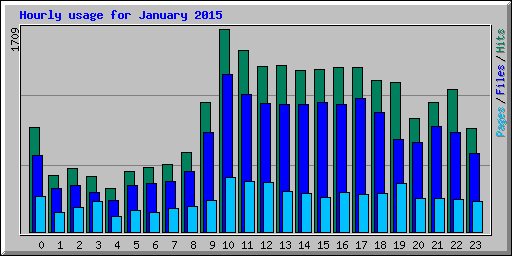 Hourly usage for January 2015
1709
Pages/Files/Hits
0 1 2 3 4 5 6 7 8 9 10 11 12 13 14 15 16 17 18 19 20 21 22 23